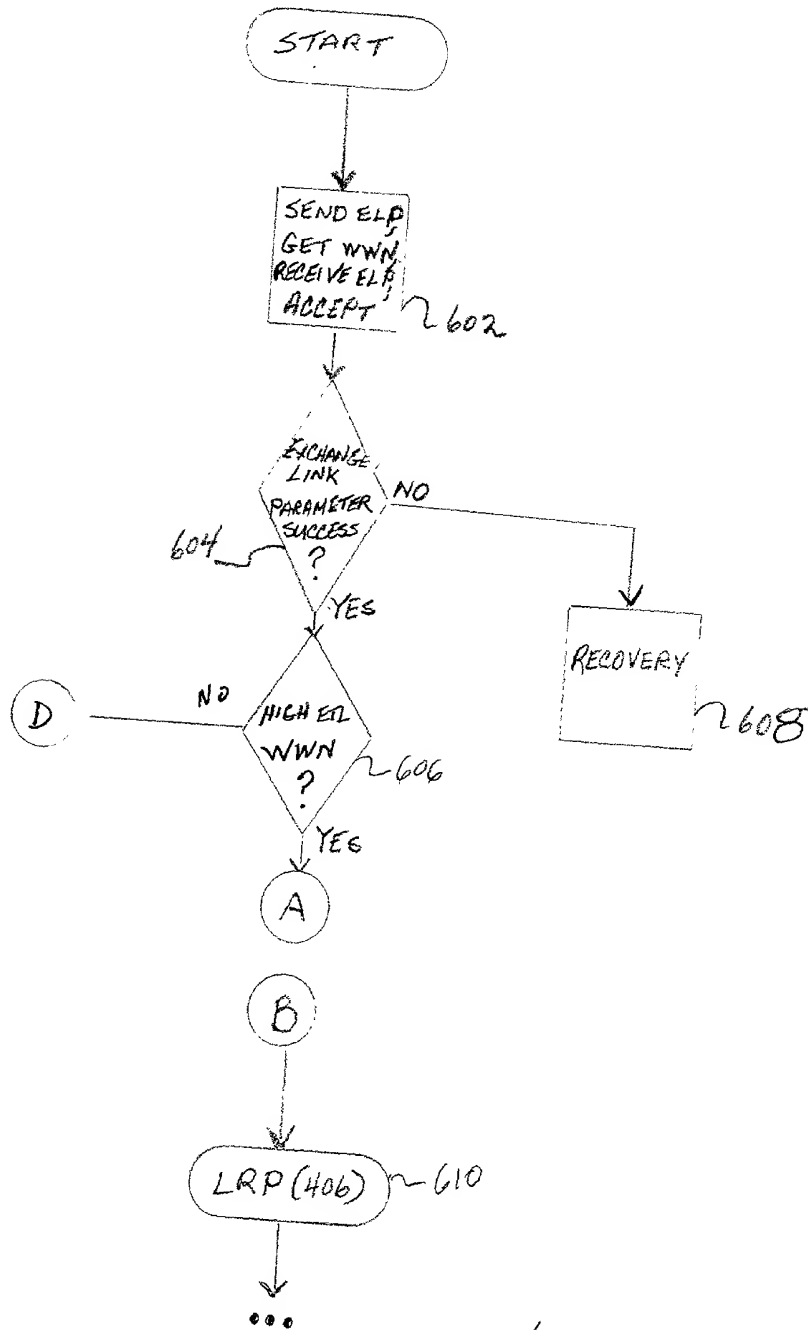 START
SEND ELP,
GET WWN,
RECEIVE ELP,
ACCEPT
602
EXCHANGE
LINK
PARAMETER
SUCCESS
?
604
NO
YES
RECOVERY
608
D
NO
HIGH ER
WWN
?
606
YES
A
B
LRP (406)
610
•••